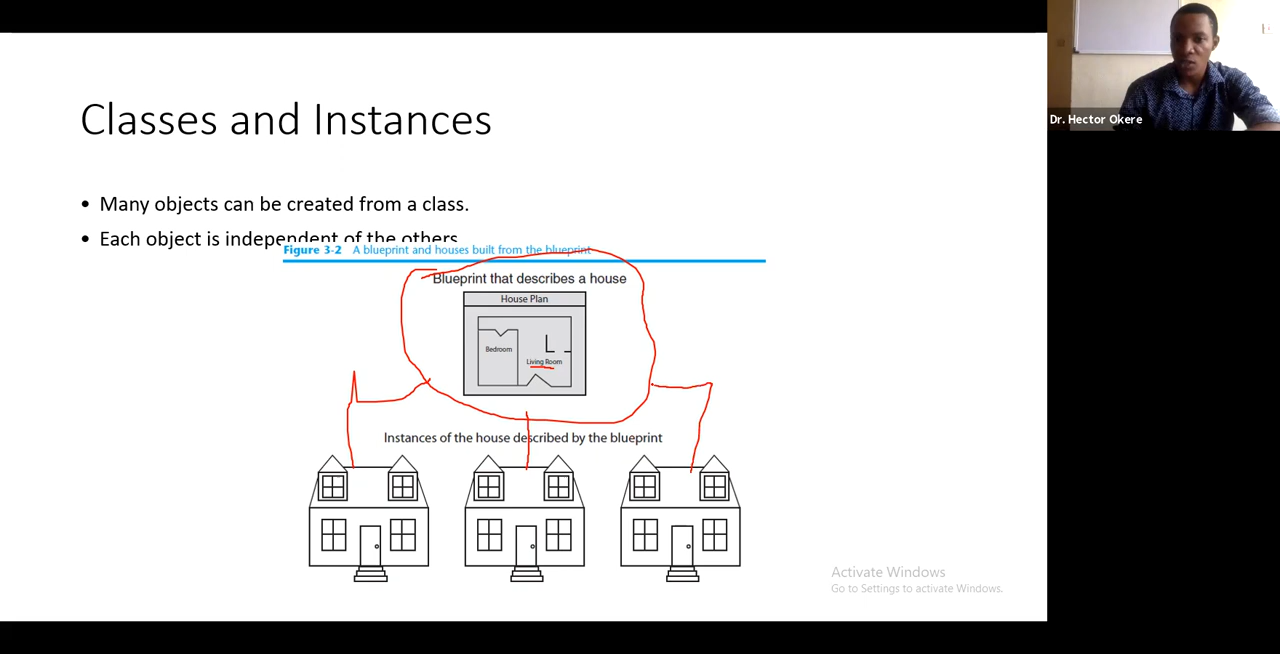 Classes and Instances
• Many objects can be created from a class.
• Each object is independent of the others
Figure 3-2 A blueprint and houses built from the blueprint
Blueprint that describes a house
House Plan
Bedroom
Living Room
Instances of the house described by the blueprint
Activate Windows
Go to Settings to activate Windows.
Dr. Hector Okere